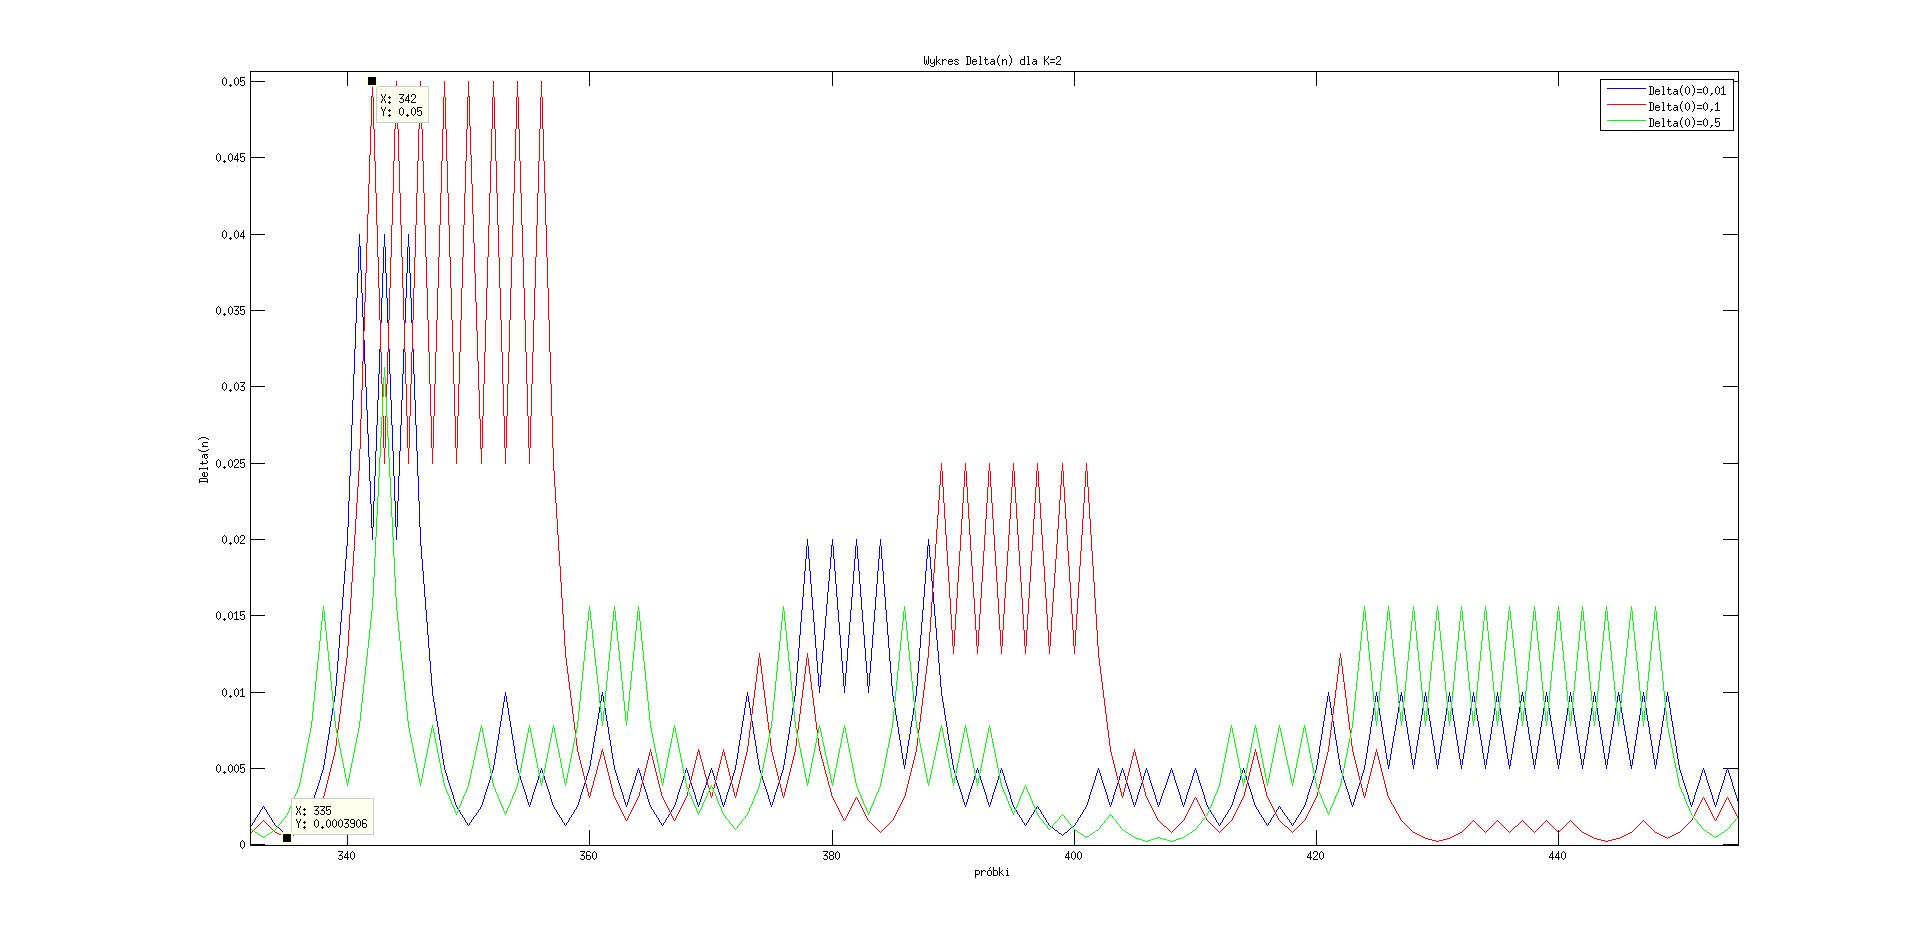 Wykres Delta(n) dla K=2
Delta(0)=0,01
Delta(0)=0,1
Delta(0)=0,5
X: 342
Y: 0.05
X: 335
Y: 0.0003906
Delta(n)
0.05
0.045
0.04
0.035
0.03
0.025
0.02
0.015
0.01
0.005
0
340 360 380 400 420 440
próbki